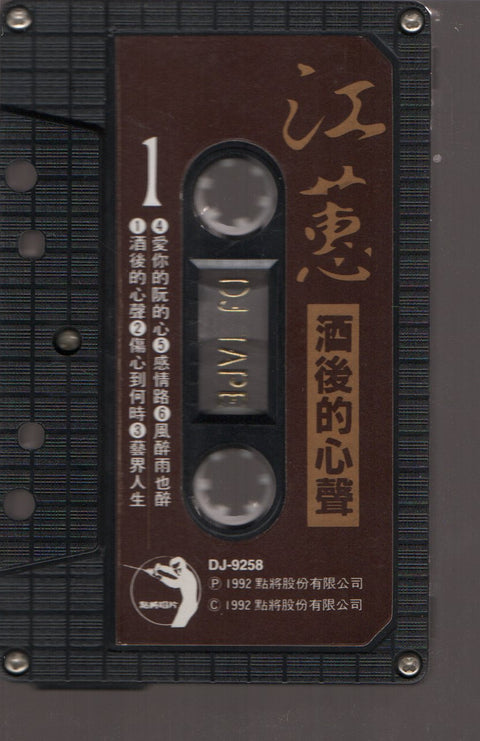 江蕙
酒後的心聲
1
❶酒後的心聲❷傷心到何時❸藝界人生
❹愛你的阮的心❺惑情路❻風醉雨也醉
DJ TAPE
點將唱片
DJ-9258
Ⓟ 1992 點將股份有限公司
Ⓒ 1992 點將股份有限公司